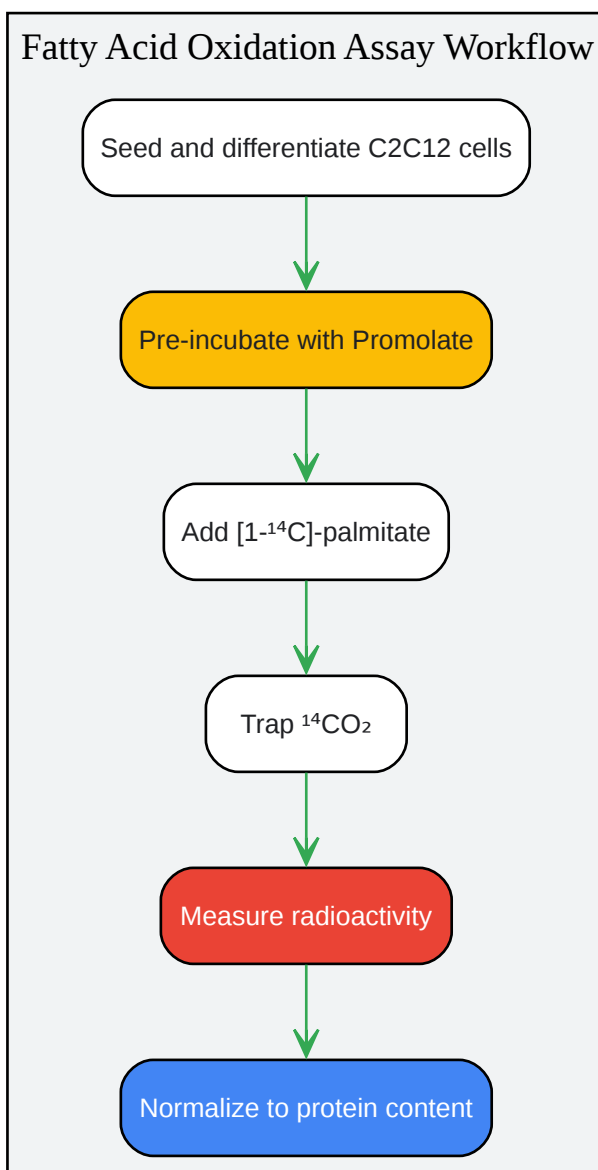 Fatty Acid Oxidation Assay Workflow
Seed and differentiate C2C12 cells
Pre-incubate with Promolate
Add [1-¹⁴C]-palmitate
Trap ¹⁴CO₂
Measure radioactivity
Normalize to protein content